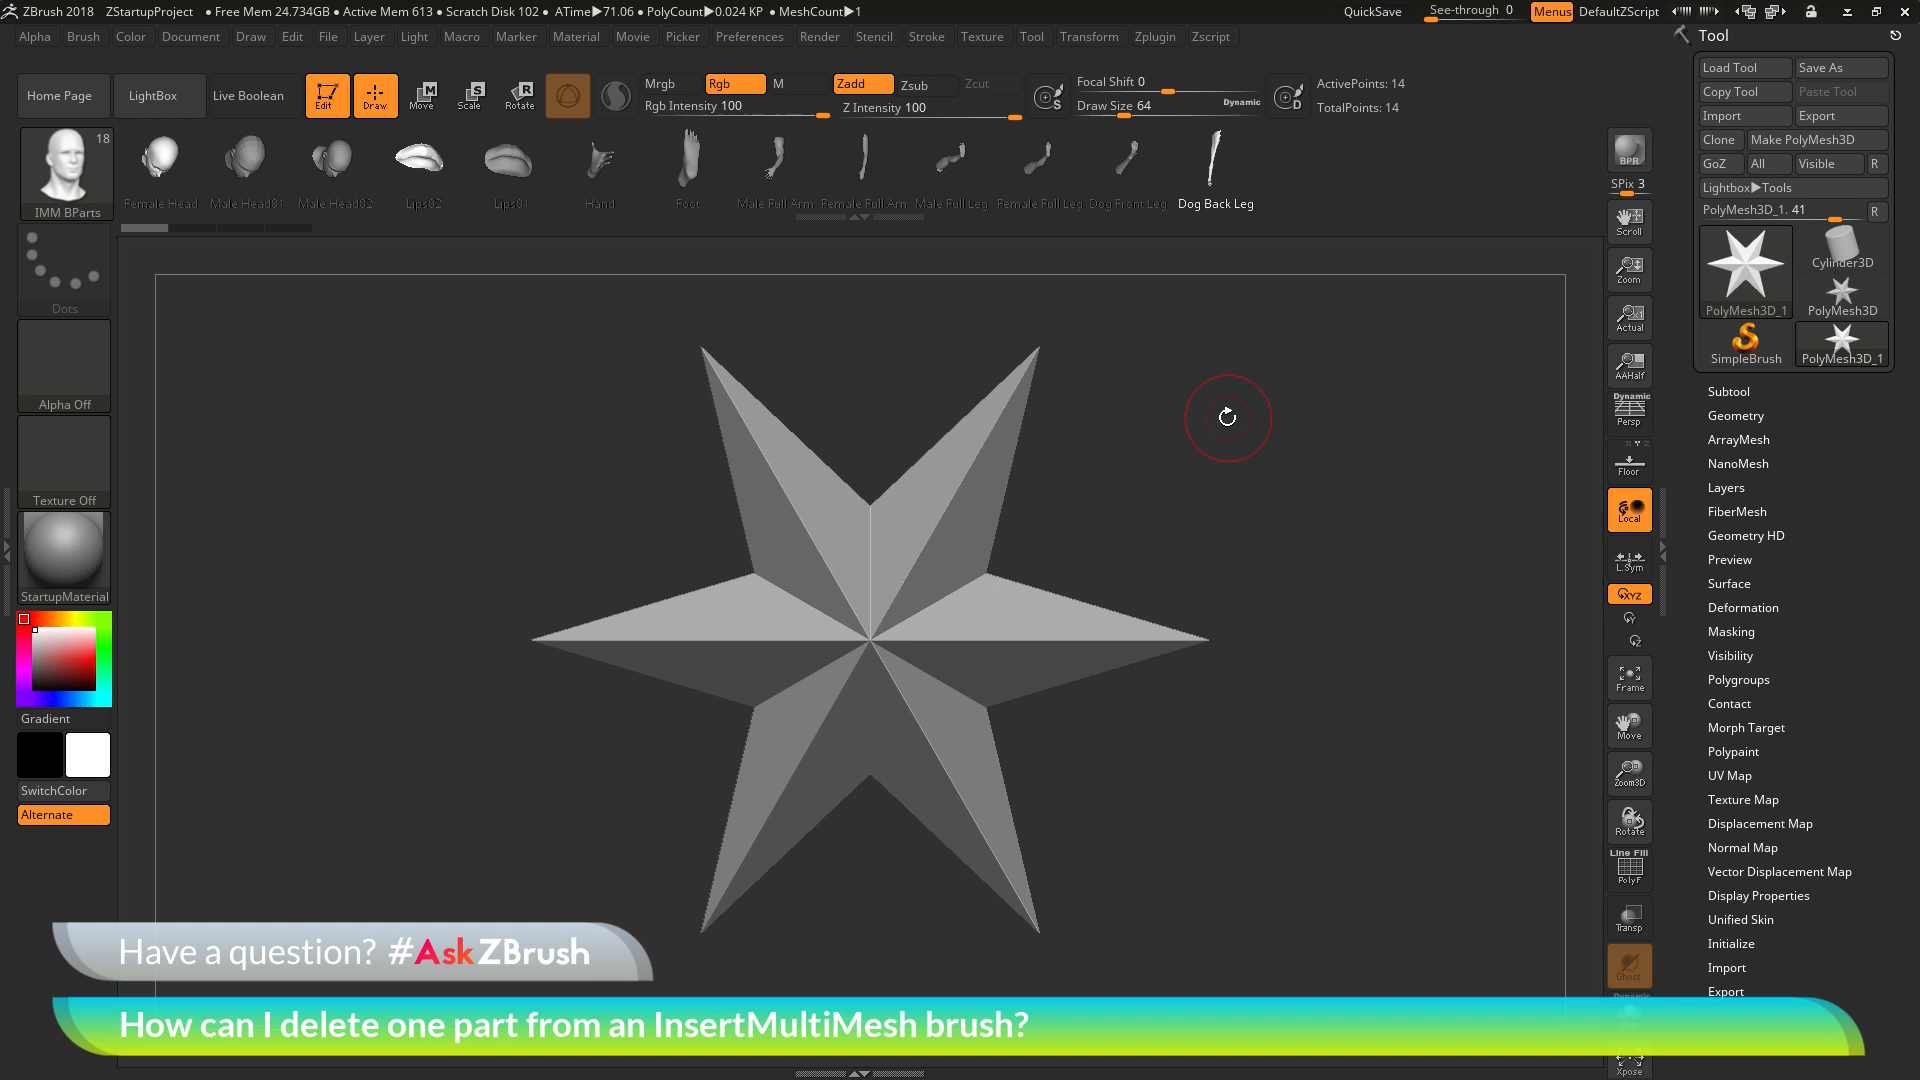 ZBrush 2018 ZStartupProject • Free Mem 24.734GB • Active Mem 613 • Scratch Disk 102 • ATime▶71.06 • PolyCount▶0.024 KP • MeshCount▶1 QuickSave See-through 0 Menus DefaultZScript
Alpha Brush Color Document Draw Edit File Layer Light Macro Marker Material Movie Picker Preferences Render Stencil Stroke Texture Tool Transform Zplugin Zscript
Home Page LightBox Live Boolean Edit Draw Move Scale Rotate
Mrgb Rgb M Zadd Zsub Zcut
Rgb Intensity 100 Z Intensity 100
S
Focal Shift 0
Draw Size 64 Dynamic
D
ActivePoints: 14
TotalPoints: 14
18
IMM BParts
Female Head Male Head01 Male Head02 Lips02 Lips01 Hand Foot Male Full Arm Female Full Arm Male Full Leg Female Full Leg Dog Front Leg Dog Back Leg
Dots
Alpha Off
Texture Off
StartupMaterial
Gradient
SwitchColor
Alternate
BPR
SPix 3
Scroll
Zoom
Actual
AAHalf
Dynamic
Persp
Floor
Local
L.Sym
XYZ
Y
Z
Frame
Move
Zoom3D
Rotate
Line Fill
PolyF
Transp
Ghost
Dynamic
Xpose
Tool
Load Tool Save As
Copy Tool Paste Tool
Import Export
Clone Make PolyMesh3D
GoZ All Visible R
Lightbox▶Tools
PolyMesh3D_1. 41 R
PolyMesh3D_1 Cylinder3D
PolyMesh3D
SimpleBrush PolyMesh3D_1
Subtool
Geometry
ArrayMesh
NanoMesh
Layers
FiberMesh
Geometry HD
Preview
Surface
Deformation
Masking
Visibility
Polygroups
Contact
Morph Target
Polypaint
UV Map
Texture Map
Displacement Map
Normal Map
Vector Displacement Map
Display Properties
Unified Skin
Initialize
Import
Export
Have a question? #AskZBrush
How can I delete one part from an InsertMultiMesh brush?